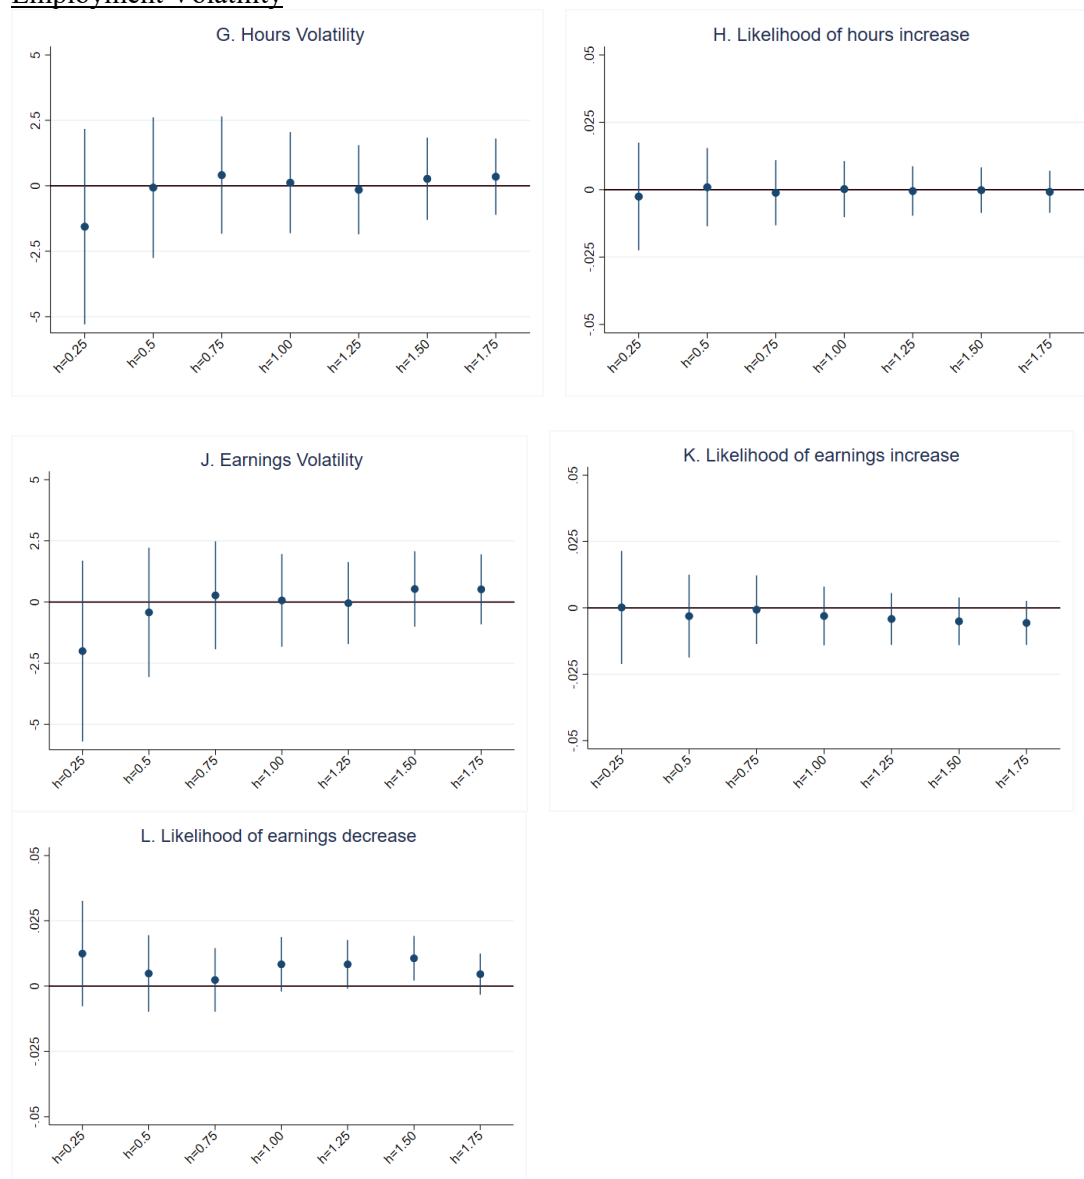 Employment Volatility
G. Hours Volatility
5
2.5
0
-2.5
-5
h=0.25 h=0.5 h=0.75 h=1.00 h=1.25 h=1.50 h=1.75
H. Likelihood of hours increase
.05
.025
0
-.025
-.05
h=0.25 h=0.5 h=0.75 h=1.00 h=1.25 h=1.50 h=1.75
J. Earnings Volatility
5
2.5
0
-2.5
-5
h=0.25 h=0.5 h=0.75 h=1.00 h=1.25 h=1.50 h=1.75
K. Likelihood of earnings increase
.05
.025
0
-.025
-.05
h=0.25 h=0.5 h=0.75 h=1.00 h=1.25 h=1.50 h=1.75
L. Likelihood of earnings decrease
.05
.025
0
-.025
-.05
h=0.25 h=0.5 h=0.75 h=1.00 h=1.25 h=1.50 h=1.75